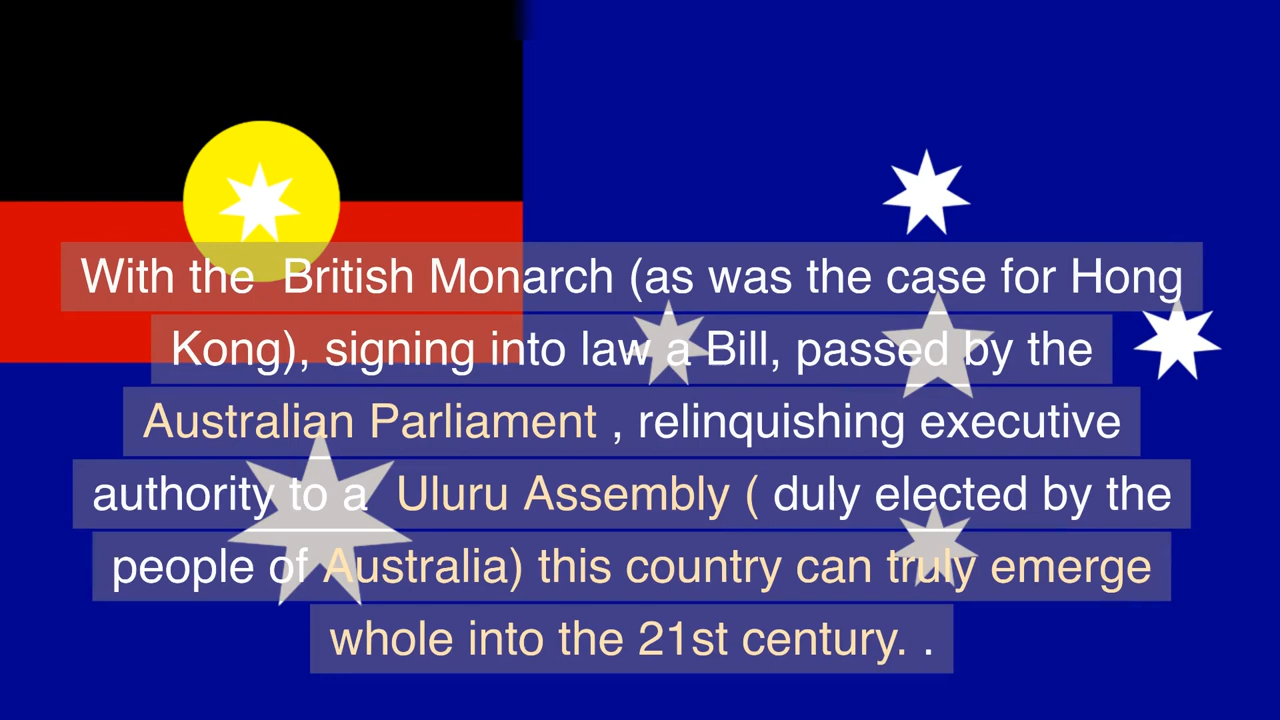 With the  British Monarch (as was the case for Hong
Kong), signing into law a Bill, passed by the
Australian Parliament , relinquishing executive
authority to a  Uluru Assembly ( duly elected by the
people of Australia) this country can truly emerge
whole into the 21st century. .